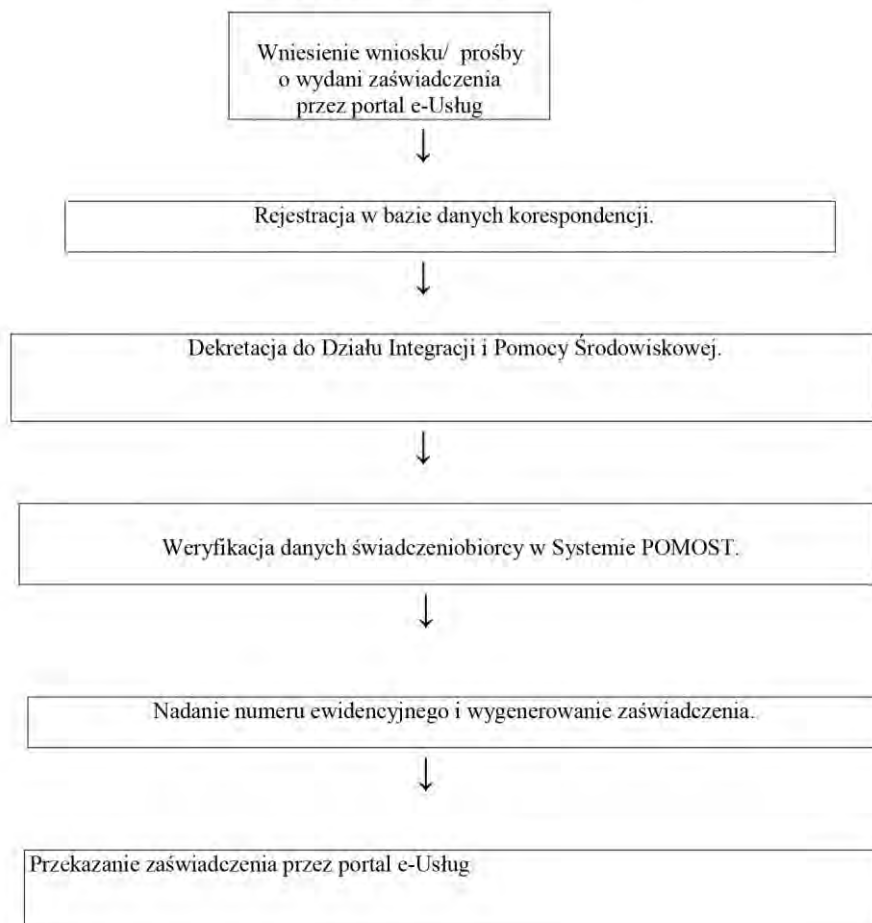 Wniesienie wniosku/ prośby
o wydani zaświadczenia
przez portal e-Usług
↓
Rejestracja w bazie danych korespondencji.
↓
Dekretacja do Działu Integracji i Pomocy Środowiskowej.
↓
Weryfikacja danych świadczeniobiorcy w Systemie POMOST.
↓
Nadanie numeru ewidencyjnego i wygenerowanie zaświadczenia.
↓
Przekazanie zaświadczenia przez portal e-Usług